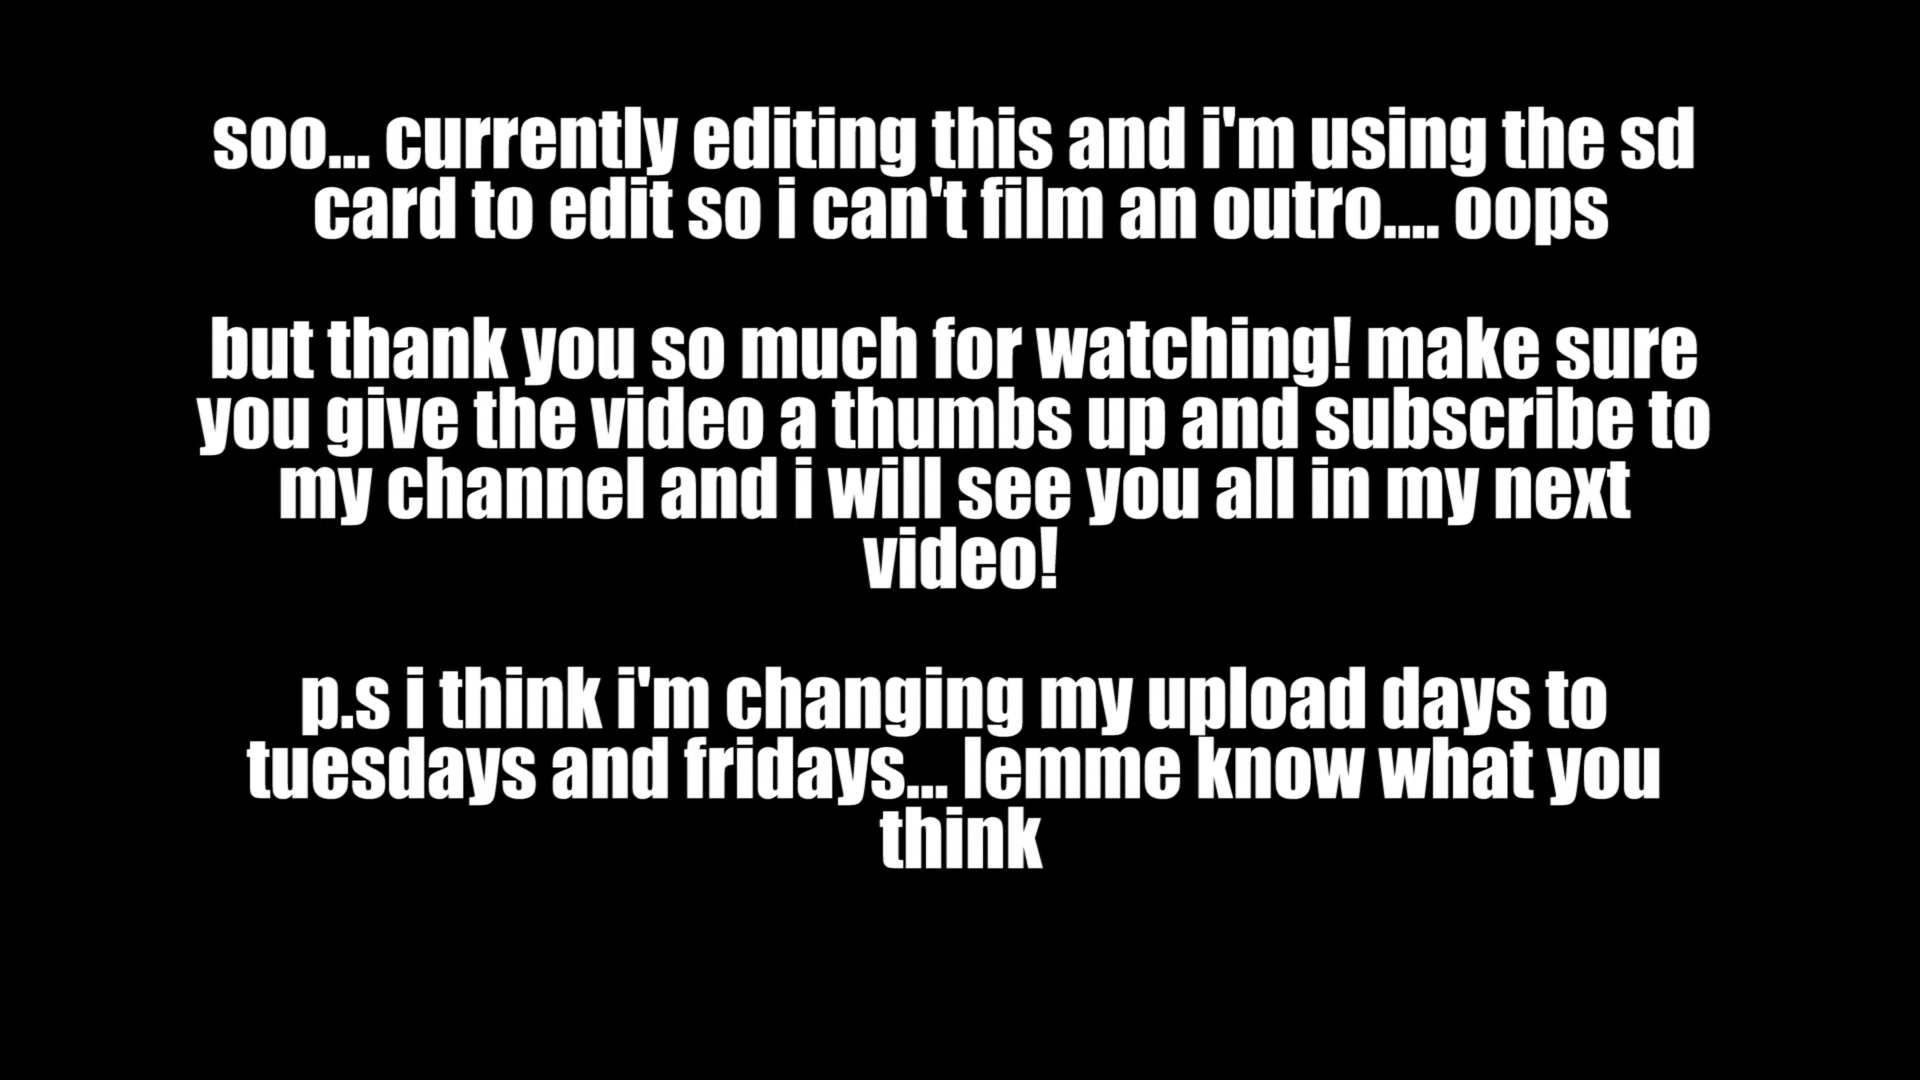 soo... currently editing this and i'm using the sd
card to edit so i can't film an outro.... oops
but thank you so much for watching! make sure
you give the video a thumbs up and subscribe to
my channel and i will see you all in my next
video!
p.s i think i'm changing my upload days to
tuesdays and fridays... lemme know what you
think